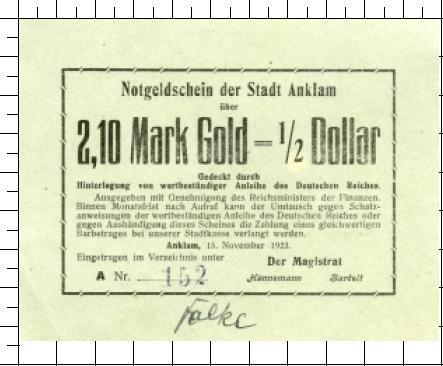 Notgeldschein der Stadt Anklam
über
2,10 Mark Gold = 1/2 Dollar
Gedeckt durch
Hinterlegung von wertbeständiger Anleihe des Deutschen Reiches.
Ausgegeben mit Genehmigung des Reichsministers der Finanzen.
Binnen Monatsfrist nach Aufruf kann der Umtausch gegen Schatz-
anweisungen der wertbeständigen Anleihe des Deutschen Reiches oder
gegen Aushändigung dieses Scheines die Zahlung eines gleichwertigen
Barbetrages bei unserer Stadtkasse verlangt werden.
Anklam, 15. November 1923.
Eingetragen im Verzeichnis unter
Der Magistrat
A Nr. 152
Hannemann Bartelt
Falke